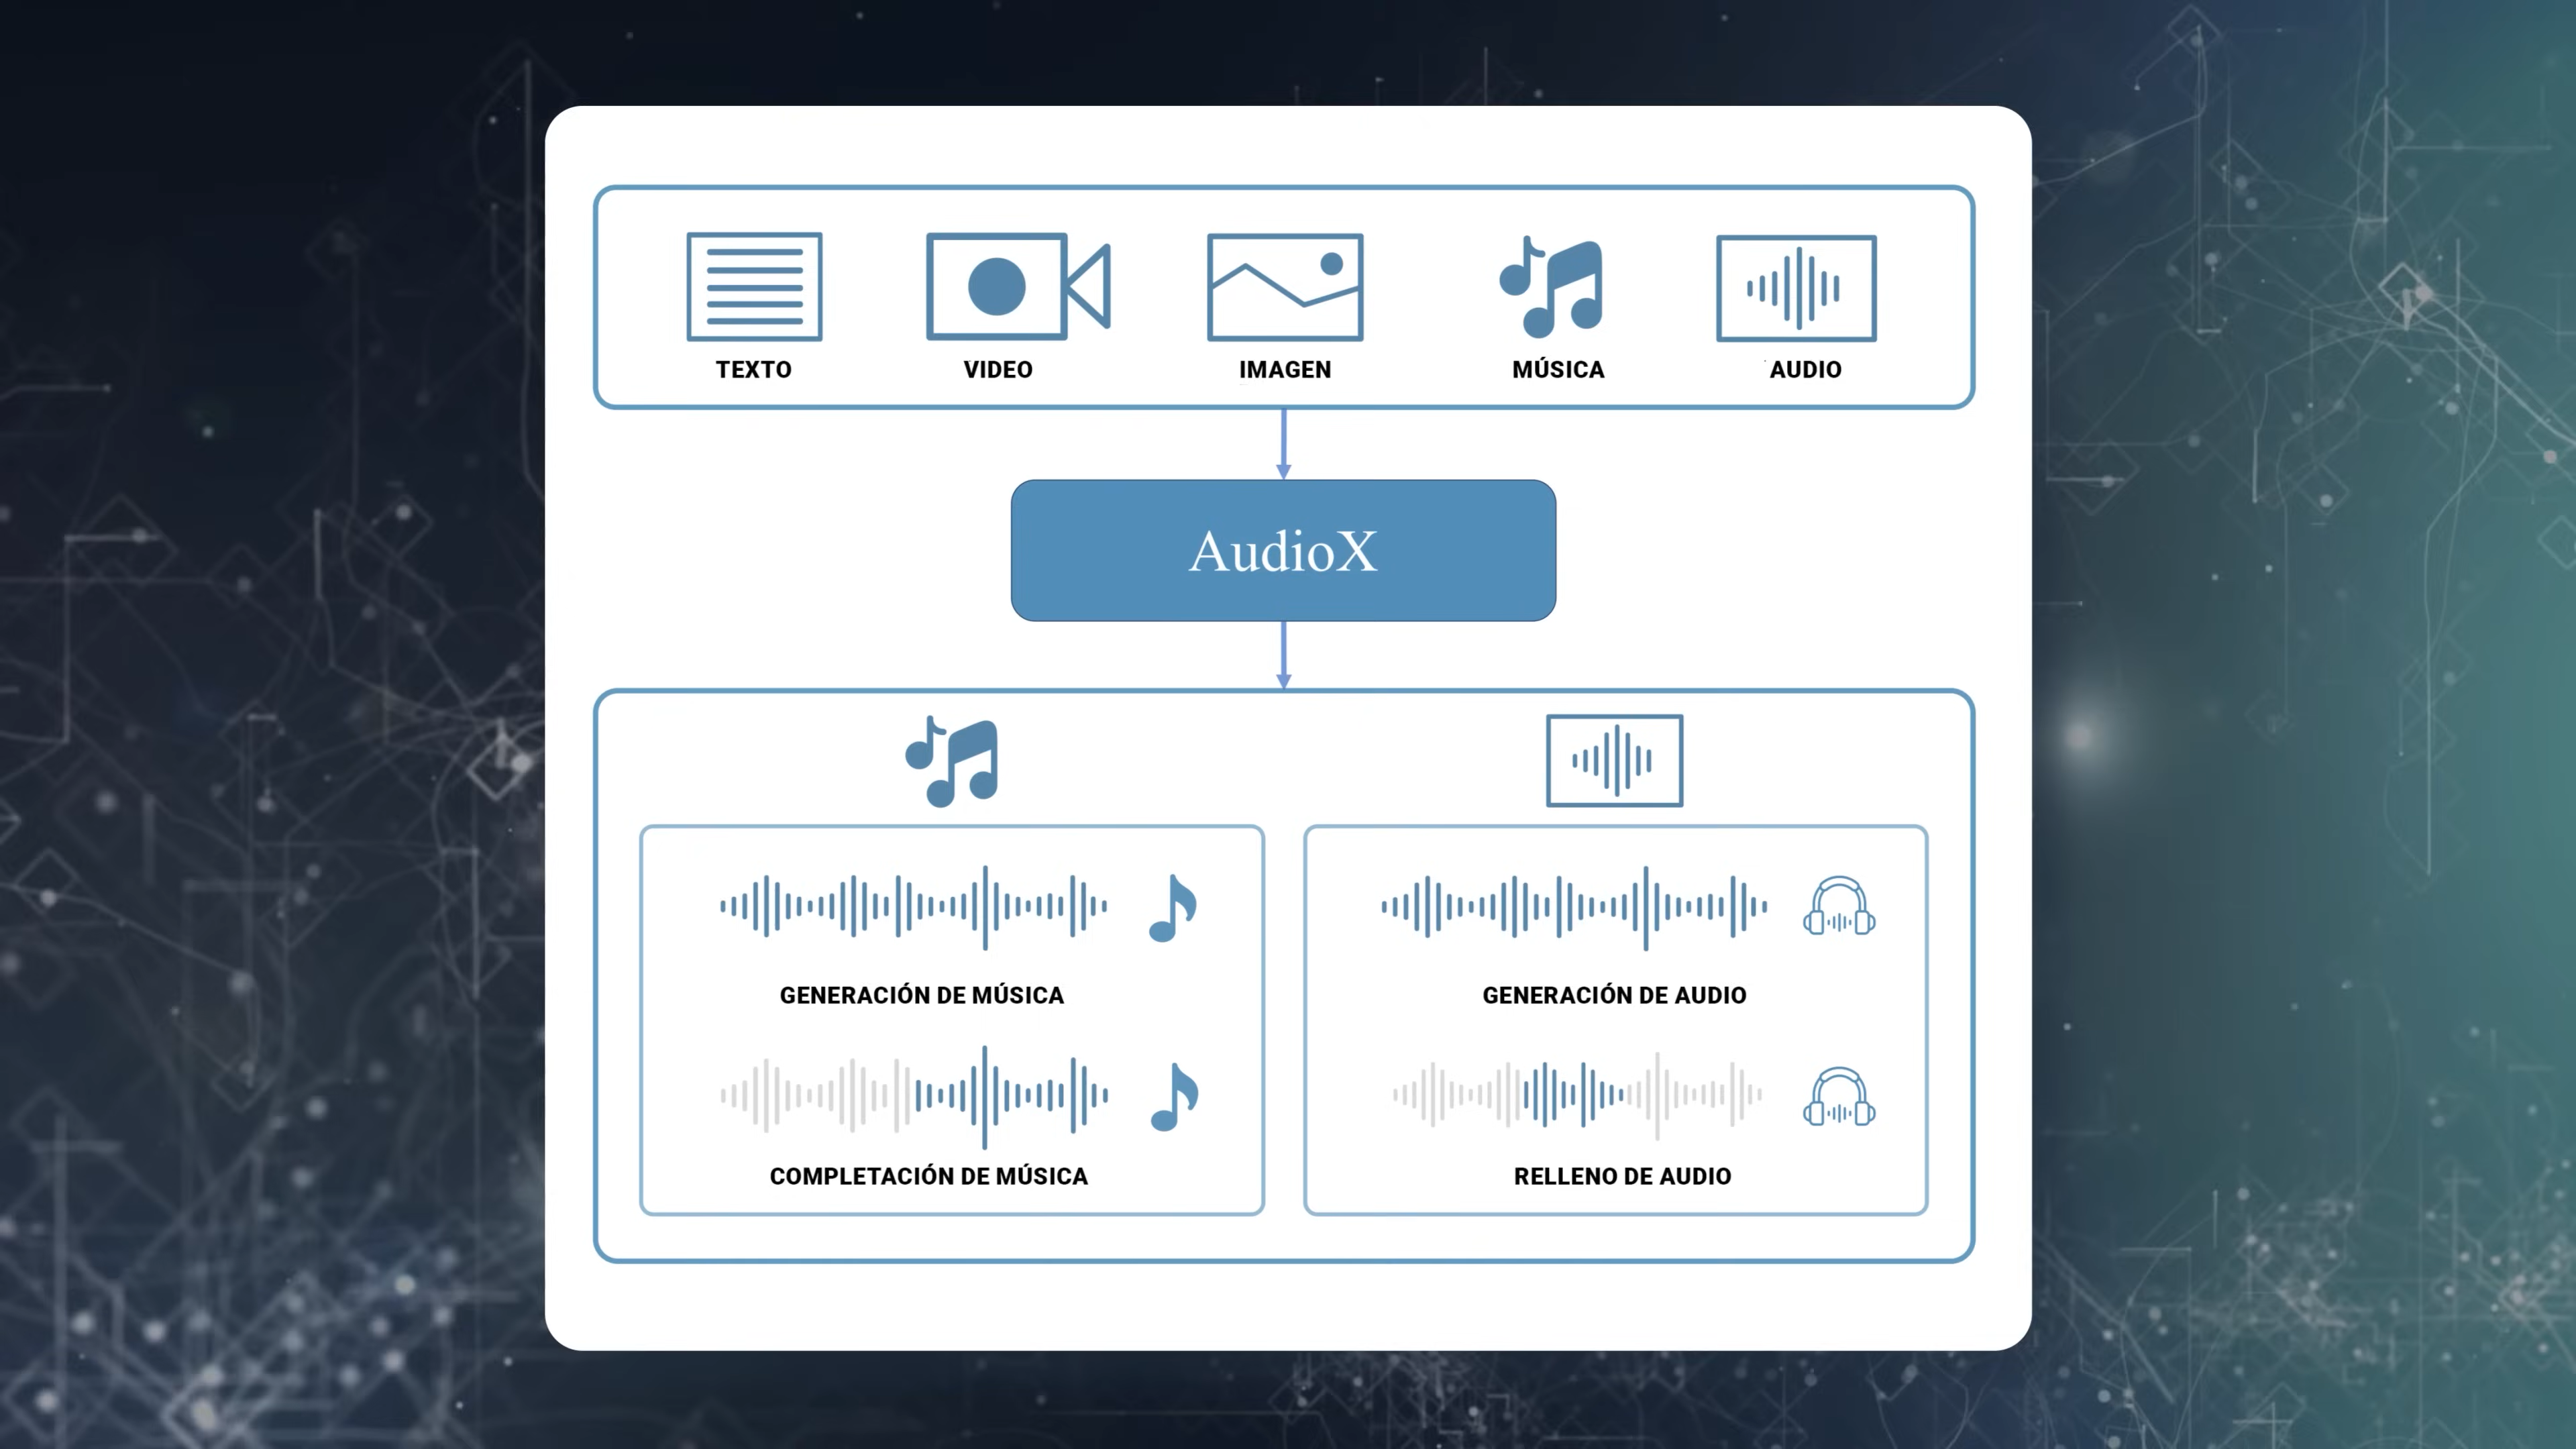 TEXTO
VIDEO
IMAGEN
MÚSICA
AUDIO
AudioX
GENERACIÓN DE MÚSICA
GENERACIÓN DE AUDIO
COMPLETACIÓN DE MÚSICA
RELLENO DE AUDIO